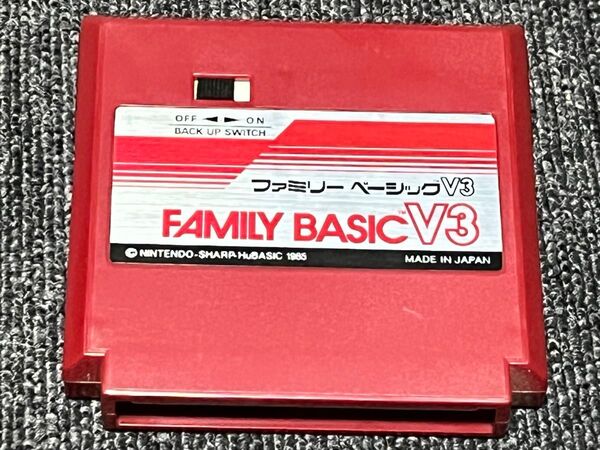 OFF ◄► ON
BACK UP SWITCH
ファミリー ベーシックV3
FAMILY BASIC™ V3
© NINTENDO-SHARP-HuBASIC 1985
MADE IN JAPAN